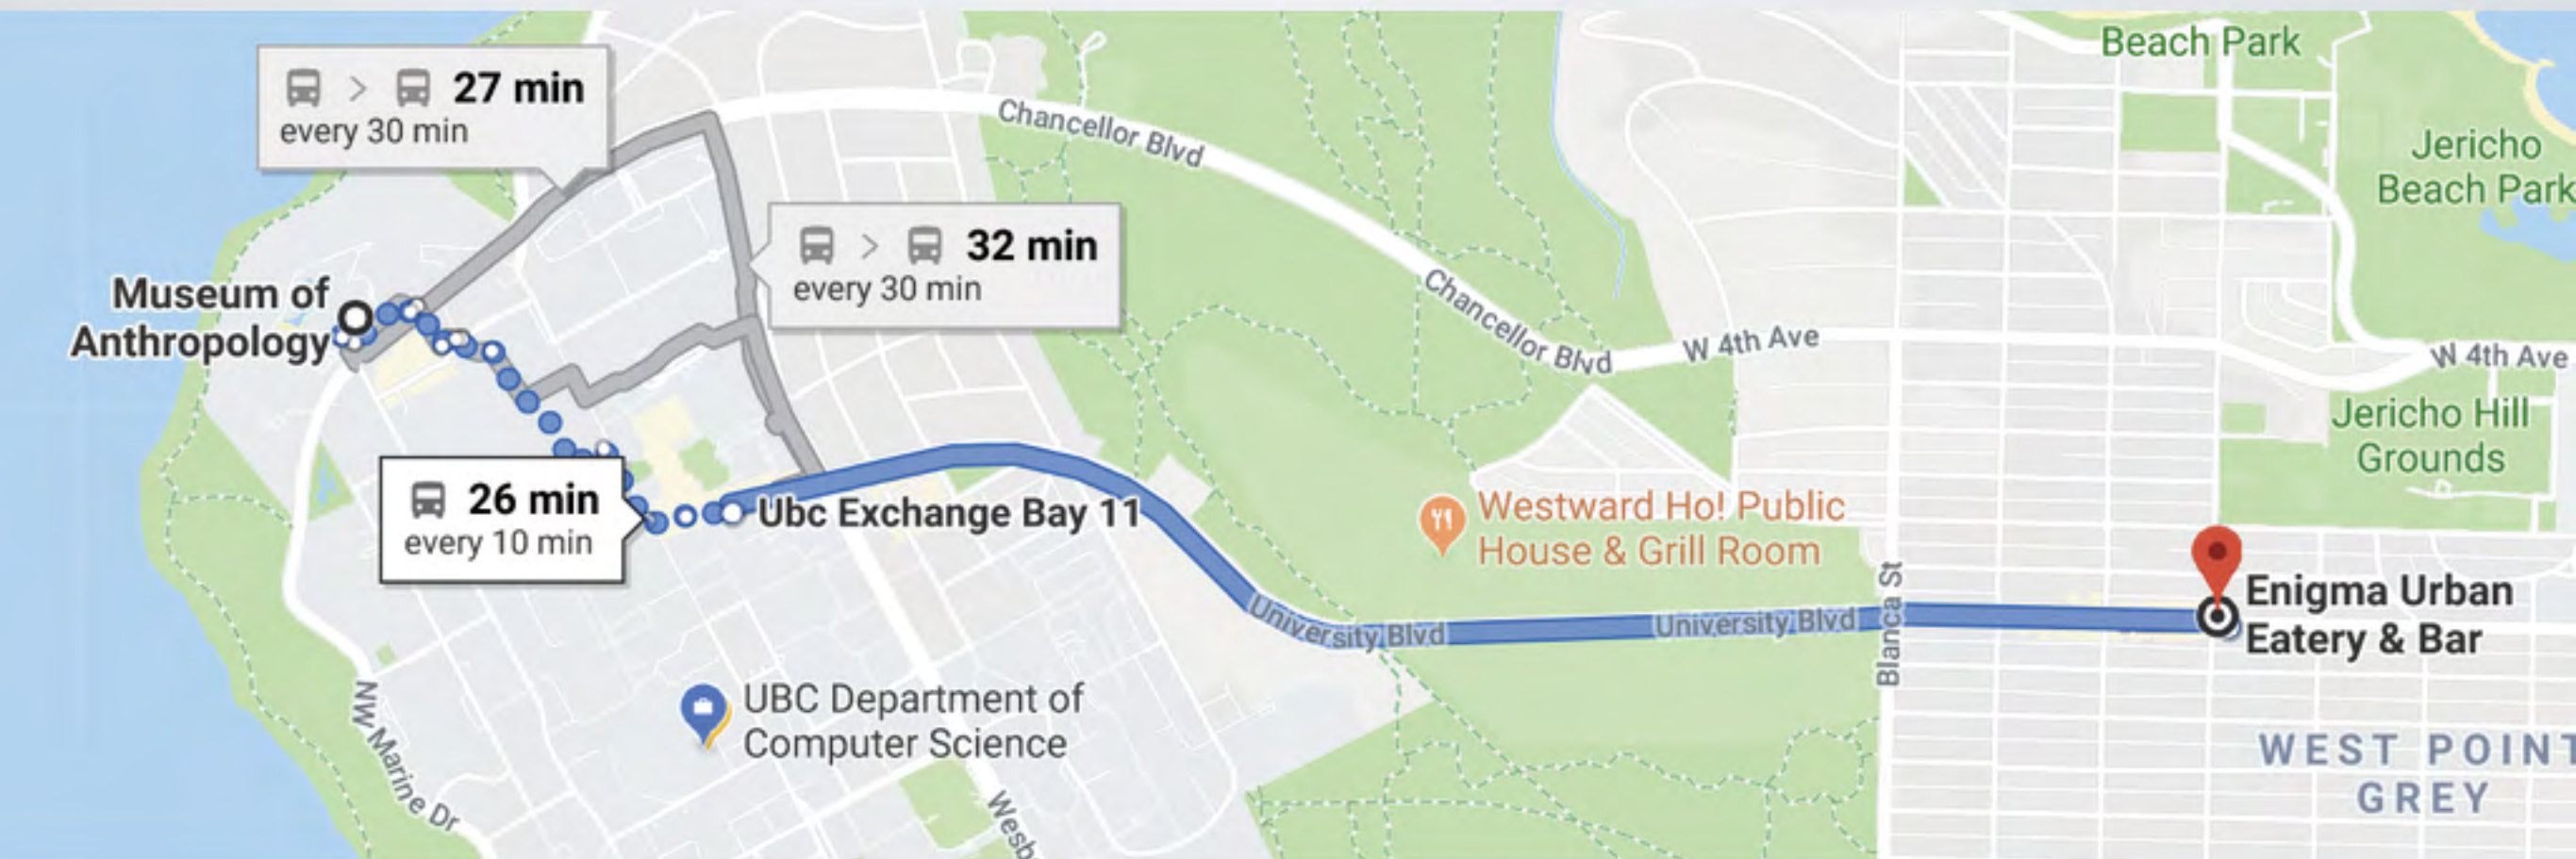 Beach Park
27 min
every 30 min
Chancellor Blvd
Jericho
Beach Park
32 min
every 30 min
Museum of
Anthropology
Chancellor Blvd
W 4th Ave
W 4th Ave
Jericho Hill
Grounds
26 min
every 10 min
Ubc Exchange Bay 11
Westward Ho! Public
House & Grill Room
University Blvd
University Blvd
Blanca St
Enigma Urban
Eatery & Bar
UBC Department of
Computer Science
NW Marine Dr
Wesb
WEST POINT
GREY